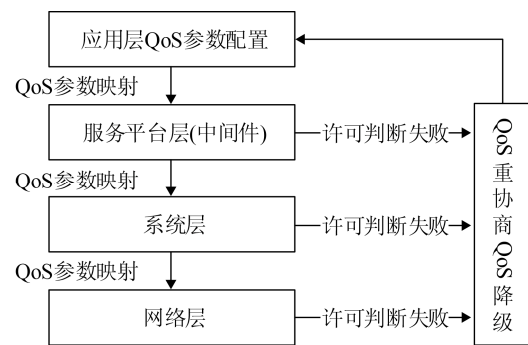 应用层QoS参数配置
QoS参数映射
服务平台层(中间件)
许可判断失败
QoS参数映射
系统层
许可判断失败
QoS参数映射
网络层
许可判断失败
QoS重协商QoS降级